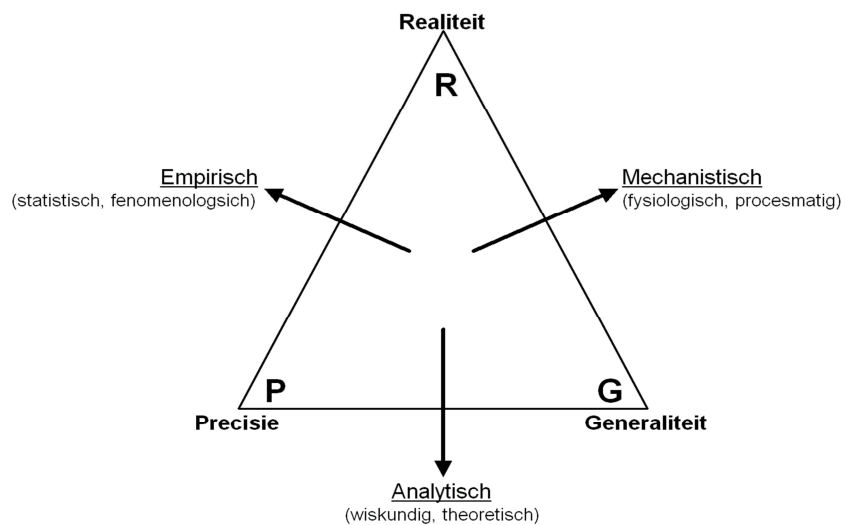 Realiteit
R
Empirisch
(statistisch, fenomenologsich)
Mechanistisch
(fysiologisch, procesmatig)
P
G
Precisie
Generaliteit
Analytisch
(wiskundig, theoretisch)